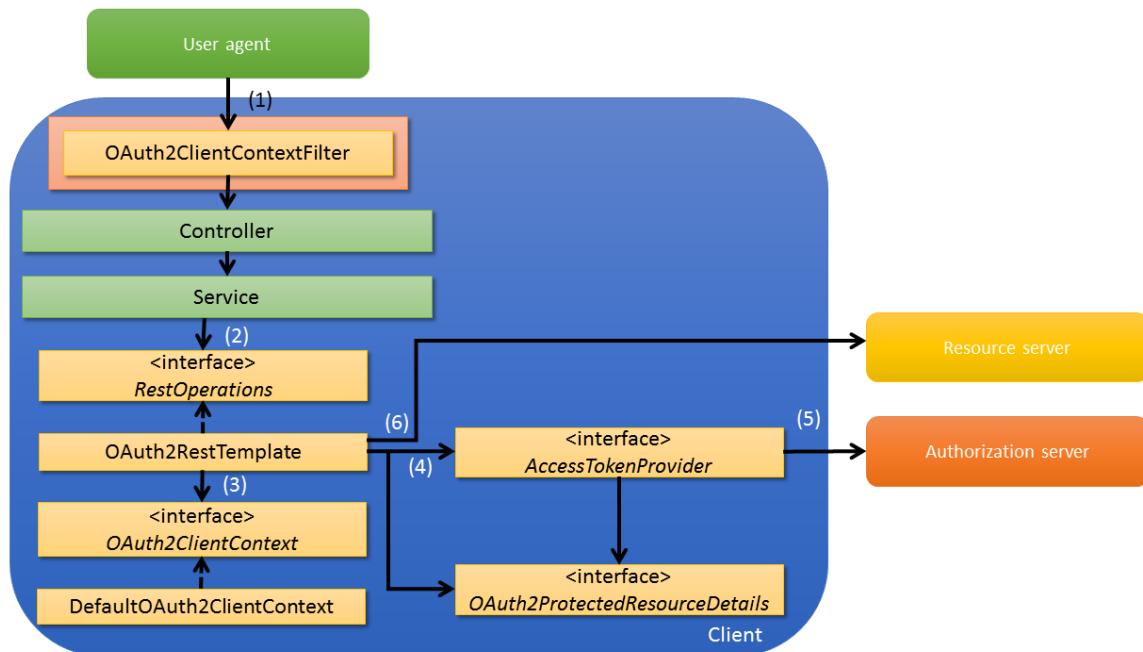 User agent
(1)
OAuth2ClientContextFilter
Controller
Service
(2)
<interface>
RestOperations
Resource server
(6)
OAuth2RestTemplate
(4)
<interface>
AccessTokenProvider
(5)
Authorization server
(3)
<interface>
OAuth2ClientContext
DefaultOAuth2ClientContext
<interface>
OAuth2ProtectedResourceDetails
Client